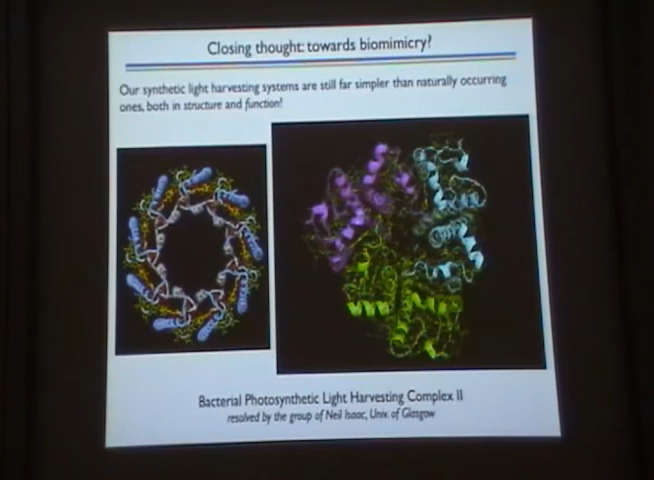 Closing thought: towards biomimicry?
Our synthetic light harvesting systems are still far simpler than naturally occurring
ones, both in structure and function!
Bacterial Photosynthetic Light Harvesting Complex II
resolved by the group of Neil Isaac, Univ. of Glasgow